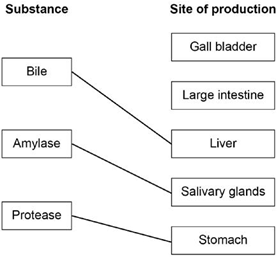 Substance
Site of production
Gall bladder
Bile
Large intestine
Amylase
Liver
Salivary glands
Protease
Stomach